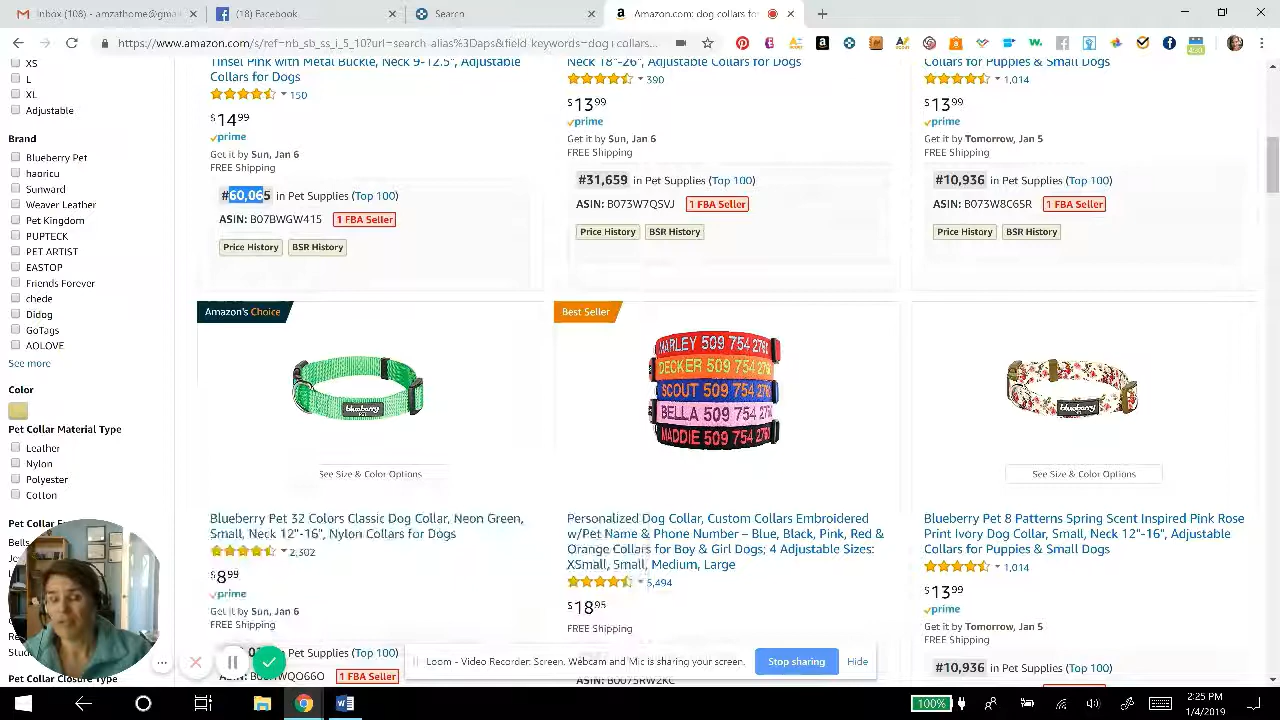 Inbox (108) - amzathome@gmai
(18) Facebook
Search
Amazon.com: dog collars for
https://www.amazon.com/s/ref=nb_sb_ss_i_5_10?url=search-alias%3Daps&field-keywords=dog+collars...
XS
L
XL
Adjustable
Brand
Blueberry Pet
haoricu
Sunward
Weaver Leather
Pet Kingdom
PUPTECK
PET ARTIST
EASTOP
Friends Forever
chede
Didog
GoTags
AOLOVE
See more
Color
Pet Collar Material Type
Leather
Nylon
Polyester
Cotton
Pet Collar
Bells
Pet Collar Closure Type
Tinsel Pink with Metal Buckle, Neck 9-12.5", Adjustable
Collars for Dogs
150
$14.99
prime
Get it by Sun, Jan 6
FREE Shipping
#60,065 in Pet Supplies (Top 100)
ASIN: B07BWGW415 1 FBA Seller
Price History BSR History
Neck 18"-26", Adjustable Collars for Dogs
390
$13.99
prime
Get it by Sun, Jan 6
FREE Shipping
#31,659 in Pet Supplies (Top 100)
ASIN: B073W7QSVJ 1 FBA Seller
Price History BSR History
Collars for Puppies & Small Dogs
1,014
$13.99
prime
Get it by Tomorrow, Jan 5
FREE Shipping
#10,936 in Pet Supplies (Top 100)
ASIN: B073W8C6SR 1 FBA Seller
Price History BSR History
Amazon's Choice
blueberry
See Size & Color Options
Blueberry Pet 32 Colors Classic Dog Collar, Neon Green,
Small, Neck 12"-16", Nylon Collars for Dogs
2,302
$8.99
prime
Get it by Sun, Jan 6
(Top 100)
1 FBA Seller
Best Seller
MARLEY 509 754 276
DECKER 509 754 276
SCOUT 509 754 276
BELLA 509 754 276
MADDIE 509 754 2761
Personalized Dog Collar, Custom Collars Embroidered
w/Pet Name & Phone Number – Blue, Black, Pink, Red &
Orange Collars for Boy & Girl Dogs; 4 Adjustable Sizes:
XSmall, Small, Medium, Large
5,494
$18.95
FREE Shipping
blueberry
See Size & Color Options
Blueberry Pet 8 Patterns Spring Scent Inspired Pink Rose
Print Ivory Dog Collar, Small, Neck 12"-16", Adjustable
Collars for Puppies & Small Dogs
1,014
$13.99
prime
Get it by Tomorrow, Jan 5
FREE Shipping
#10,936 in Pet Supplies (Top 100)
Loom – Video Recorder: Screen, Webcam and Mic is sharing your screen.
Stop sharing
Hide
100%
2:25 PM
1/4/2019